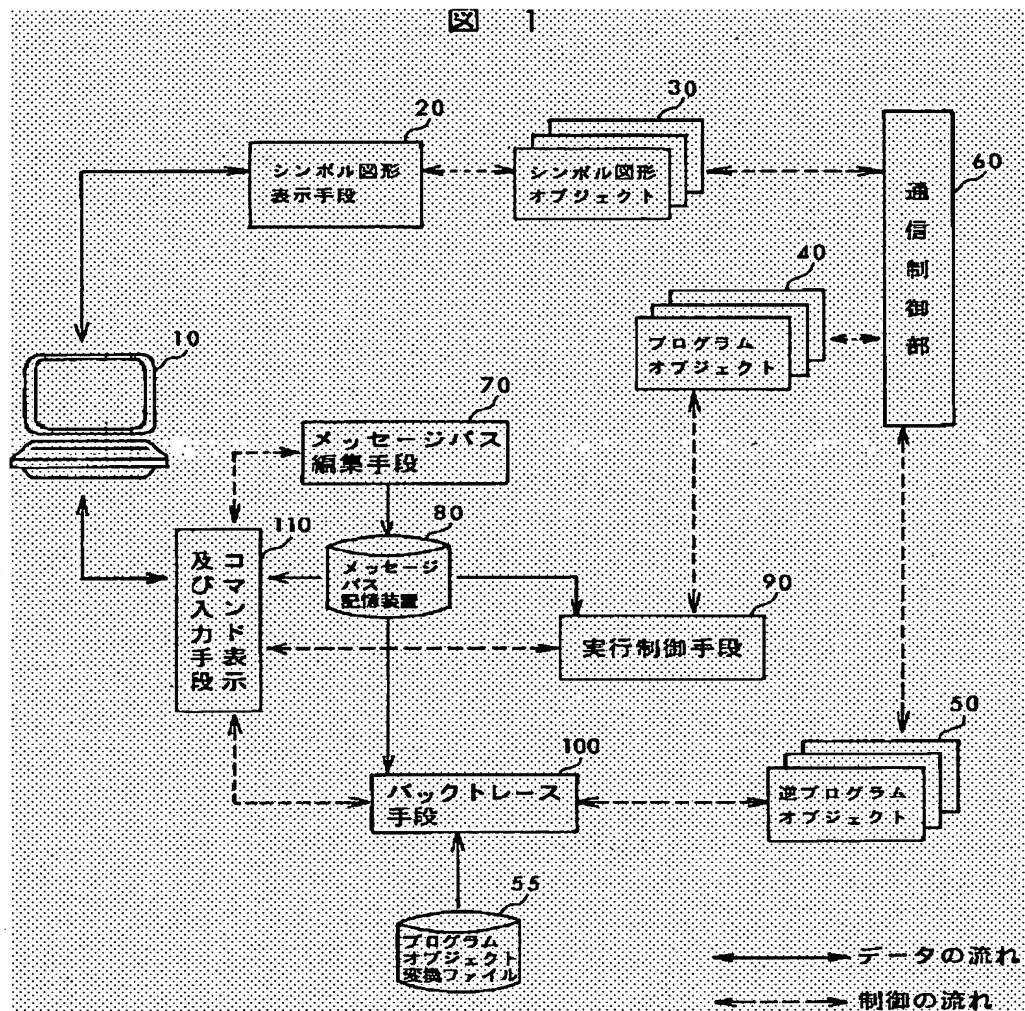 図 1
20
シンボル図形
表示手段
30
シンボル図形
オブジェクト
60
通信制御部
40
プログラム
オブジェクト
10
70
メッセージパス
編集手段
110
コマンド表示
及び入力手段
80
メッセージ
パス
記憶装置
90
実行制御手段
50
逆プログラム
オブジェクト
100
バックトレース
手段
55
プログラム
オブジェクト
変換ファイル
データの流れ
制御の流れ